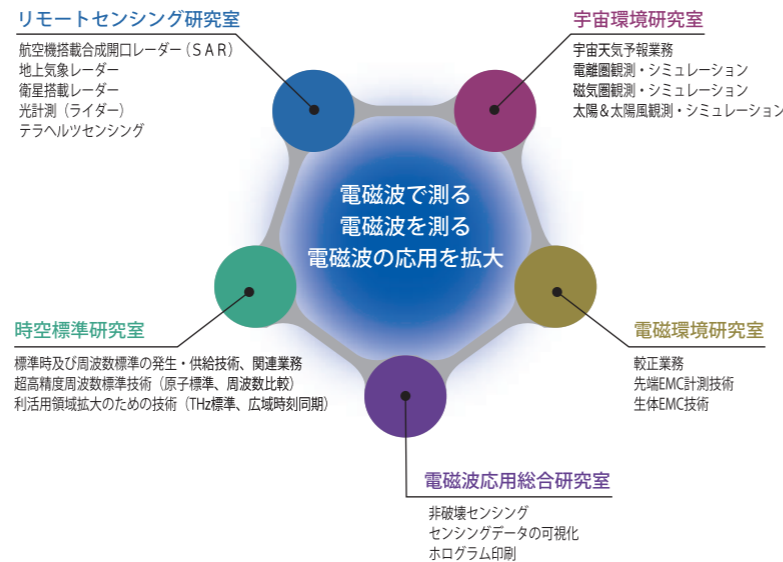 リモートセンシング研究室
航空機搭載合成開口レーダー（ＳＡＲ）
地上気象レーダー
衛星搭載レーダー
光計測（ライダー）
テラヘルツセンシング
宇宙環境研究室
宇宙天気予報業務
電離圏観測・シミュレーション
磁気圏観測・シミュレーション
太陽＆太陽風観測・シミュレーション
電磁波で測る
電磁波を測る
電磁波の応用を拡大
時空標準研究室
標準時及び周波数標準の発生・供給技術、関連業務
超高精度周波数標準技術（原子標準、周波数比較）
利活用領域拡大のための技術（THz標準、広域時刻同期）
電磁環境研究室
較正業務
先端EMC計測技術
生体EMC技術
電磁波応用総合研究室
非破壊センシング
センシングデータの可視化
ホログラム印刷